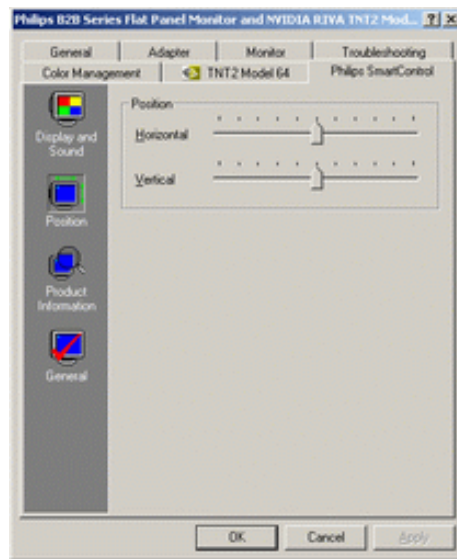 Philips B2B Series Flat Panel Monitor and NVIDIA RIVA TNT2 Mod...
General
Adapter
Monitor
Troubleshooting
Color Management
TNT2 Model 64
Philips SmartControl
Display and
Sound
Position
Product
Information
General
Position
Horizontal
Vertical
OK
Cancel
Apply